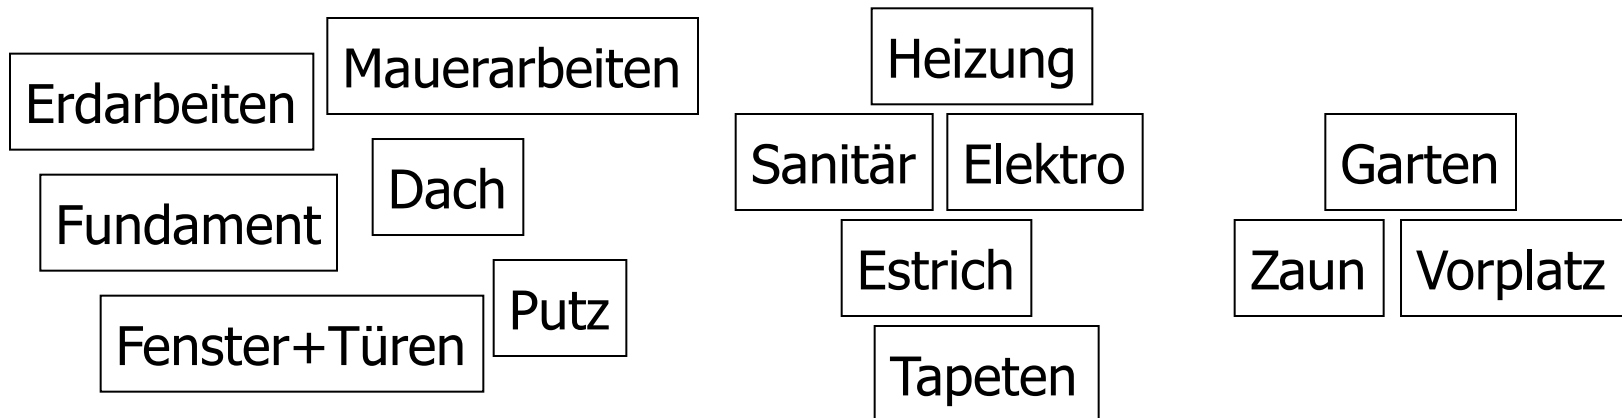 Erdarbeiten
Mauerarbeiten
Fundament
Dach
Fenster+Türen
Putz
Heizung
Sanitär
Elektro
Estrich
Tapeten
Garten
Zaun
Vorplatz